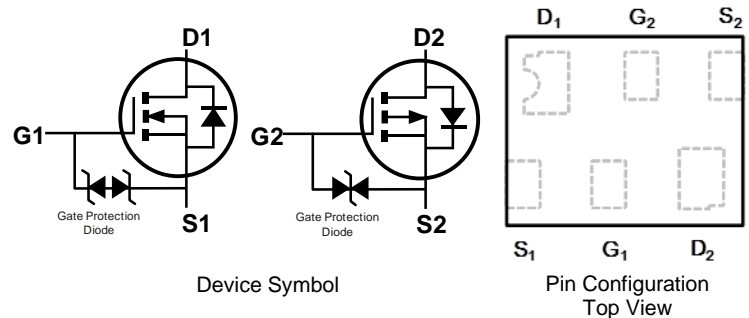 D1
D2
G1
G2
Gate Protection
Diode
S1
Gate Protection
Diode
S2
Device Symbol
D1
G2
S2
S1
G1
D2
Pin Configuration
Top View